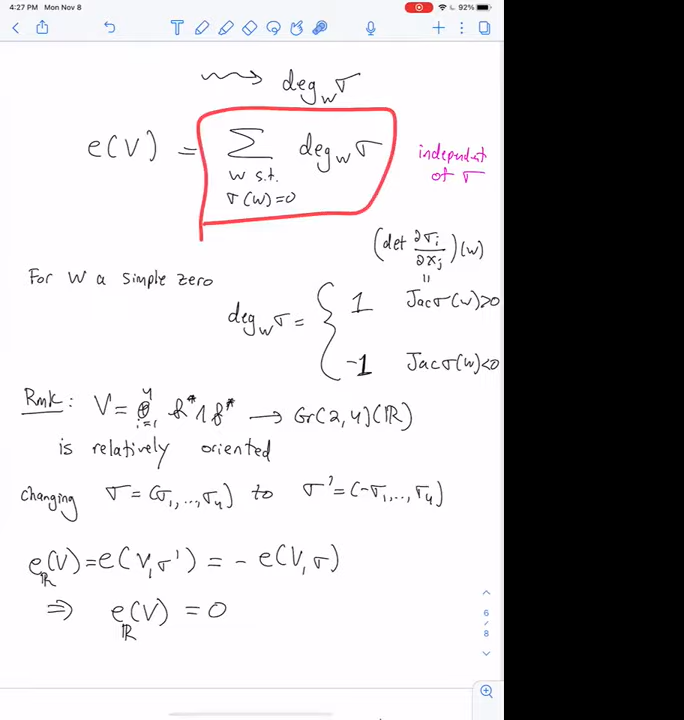 4:27 PM Mon Nov 8
92%
⇝ deg_w σ
e(V) = Σ_{w s.t. σ(w)=0} deg_w σ
independent of σ
(det ∂σ_i/∂x_j)(w)
"
For w a simple zero
deg_w σ = { 1 Jac σ(w)>0
-1 Jac σ(w)<0
Rmk: V = ⊕_{i=1}^4 S* ∧ S* → Gr(2,4)(ℝ)
is relatively oriented
changing σ = (σ_1, ..., σ_4) to σ' = (-σ_1, .., σ_4)
e_ℝ(V) = e(V, σ') = - e(V, σ)
⇒ e_ℝ(V) = 0
6
/
8